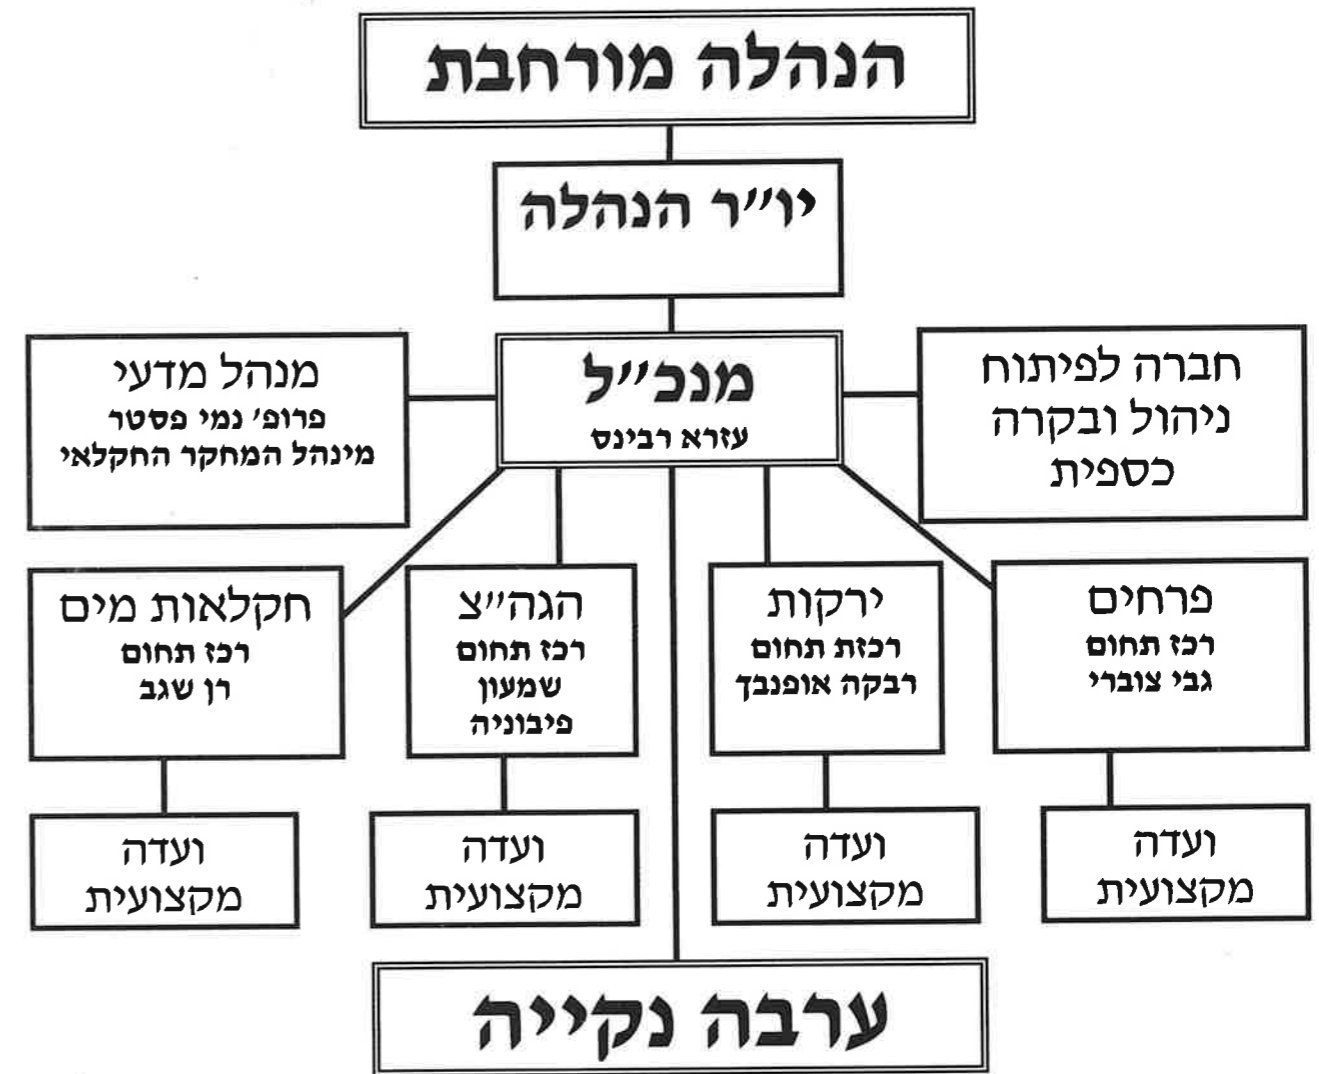 הנהלה מורחבת
יו״ר הנהלה
חברה לפיתוח
ניהול ובקרה
כספית
מנכ״ל
עזרא רבינס
מנהל מדעי
פרופ׳ נמי פסטר
מינהל המחקר החקלאי
פרחים
רכז תחום
גבי צוברי
ירקות
רכזת תחום
רבקה אופנבך
הגה״צ
רכז תחום
שמעון
פיבוניה
חקלאות מים
רכז תחום
רן שגב
ועדה
מקצועית
ועדה
מקצועית
ועדה
מקצועית
ועדה
מקצועית
ערבה נקייה